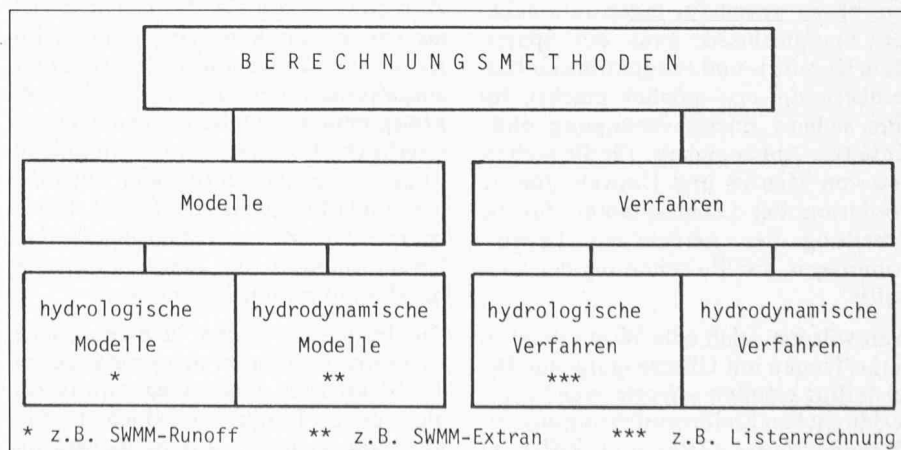 BERECHNUNGSMETHODEN
Modelle
Verfahren
hydrologische
Modelle
*
hydrodynamische
Modelle
**
hydrologische
Verfahren
***
hydrodynamische
Verfahren
* z.B. SWMM-Runoff ** z.B. SWMM-Extran *** z.B. Listenrechnung